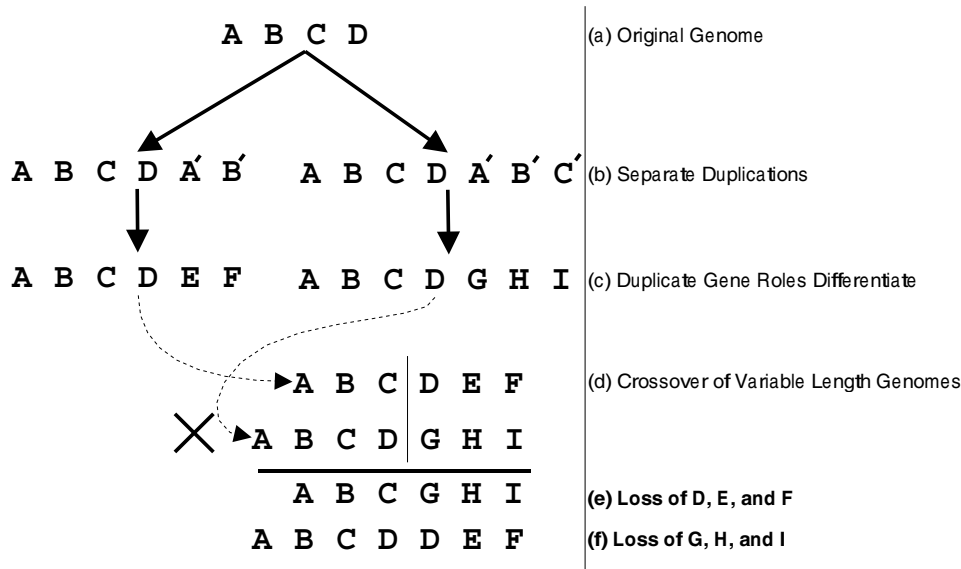 A B C D
(a) Original Genome
A B C D A′ B′
A B C D A′ B′ C′
(b) Separate Duplications
A B C D E F
A B C D G H I
(c) Duplicate Gene Roles Differentiate
A B C D E F
(d) Crossover of Variable Length Genomes
A B C D G H I
A B C G H I
(e) Loss of D, E, and F
A B C D D E F
(f) Loss of G, H, and I